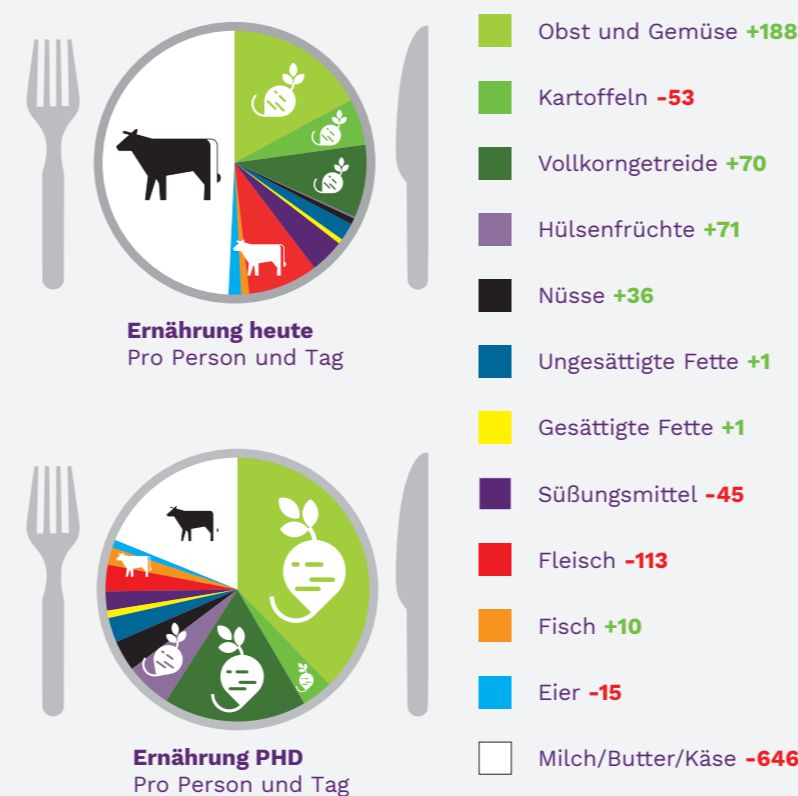 Obst und Gemüse +188
Kartoffeln -53
Vollkorngetreide +70
Hülsenfrüchte +71
Nüsse +36
Ungesättigte Fette +1
Gesättigte Fette +1
Süßungsmittel -45
Fleisch -113
Fisch +10
Eier -15
Milch/Butter/Käse -646
Ernährung heute
Pro Person und Tag
Ernährung PHD
Pro Person und Tag